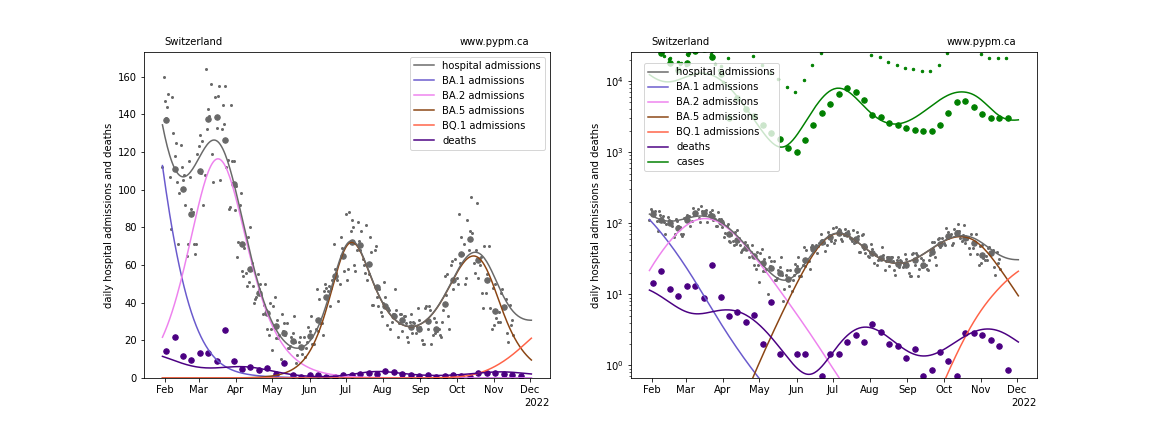 Switzerland www.pypm.ca
daily hospital admissions and deaths
160
140
120
100
80
60
40
20
0
hospital admissions
BA.1 admissions
BA.2 admissions
BA.5 admissions
BQ.1 admissions
deaths
Feb Mar Apr May Jun Jul Aug Sep Oct Nov Dec
2022
Switzerland www.pypm.ca
daily hospital admissions and deaths
10⁴
10³
10²
10¹
10⁰
hospital admissions
BA.1 admissions
BA.2 admissions
BA.5 admissions
BQ.1 admissions
deaths
cases
Feb Mar Apr May Jun Jul Aug Sep Oct Nov Dec
2022